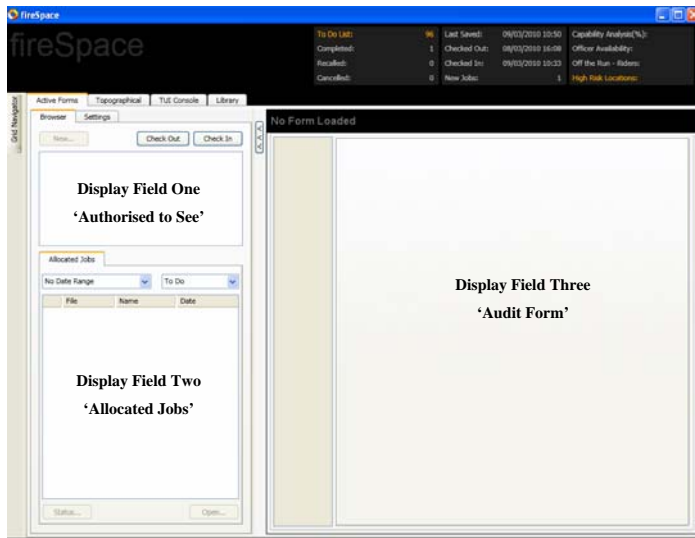 fireSpace
fireSpace
To Do List: 96
Completed: 1
Recalled: 0
Cancelled: 0
Last Saved: 09/03/2010 10:50
Checked Out: 08/03/2010 16:08
Checked In: 09/03/2010 10:33
New Jobs: 1
Capability Analysis(%):
Officer Availability:
Off the Run - Riders:
High Risk Locations:
Grid Navigator
Active Forms Topographical TUI Console Library
Browser Settings
New... Check Out Check In
Display Field One
‘Authorised to See’
Allocated Jobs
No Date Range To Do
File Name Date
Display Field Two
‘Allocated Jobs’
Status... Open...
No Form Loaded
Display Field Three
‘Audit Form’